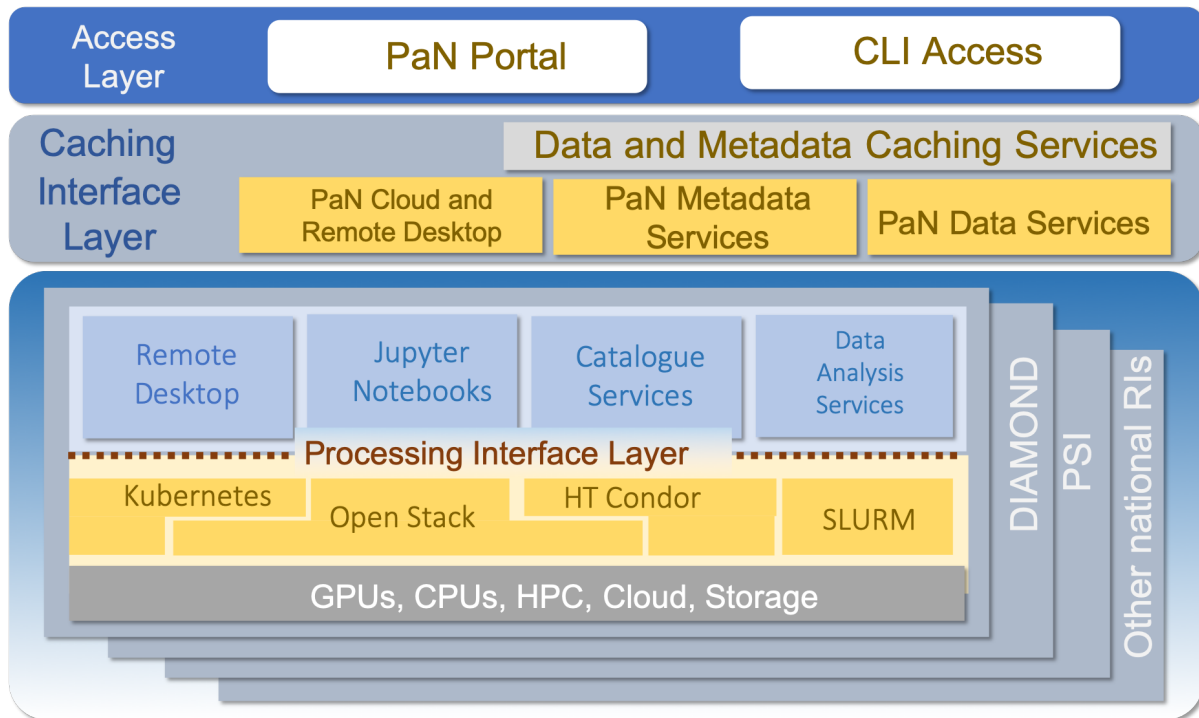 Access
Layer
PaN Portal
CLI Access
Caching
Interface
Layer
Data and Metadata Caching Services
PaN Cloud and
Remote Desktop
PaN Metadata
Services
PaN Data Services
Remote
Desktop
Jupyter
Notebooks
Catalogue
Services
Data
Analysis
Services
Processing Interface Layer
Kubernetes
Open Stack
HT Condor
SLURM
GPUs, CPUs, HPC, Cloud, Storage
DIAMOND
PSI
Other national RIs